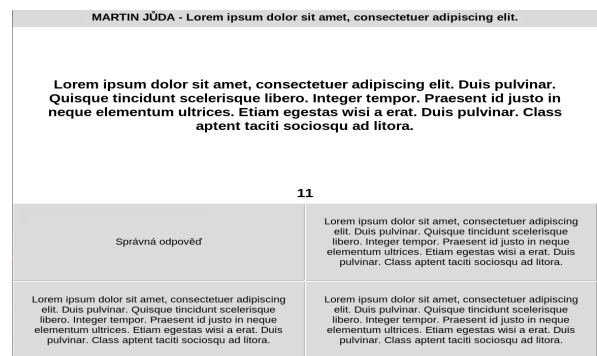 MARTIN JŮDA - Lorem ipsum dolor sit amet, consectetuer adipiscing elit.
Lorem ipsum dolor sit amet, consectetuer adipiscing elit. Duis pulvinar.
Quisque tincidunt scelerisque libero. Integer tempor. Praesent id justo in
neque elementum ultrices. Etiam egestas wisi a erat. Duis pulvinar. Class
aptent taciti sociosqu ad litora.
11
Správná odpověď
Lorem ipsum dolor sit amet, consectetuer adipiscing
elit. Duis pulvinar. Quisque tincidunt scelerisque
libero. Integer tempor. Praesent id justo in neque
elementum ultrices. Etiam egestas wisi a erat. Duis
pulvinar. Class aptent taciti sociosqu ad litora.
Lorem ipsum dolor sit amet, consectetuer adipiscing
elit. Duis pulvinar. Quisque tincidunt scelerisque
libero. Integer tempor. Praesent id justo in neque
elementum ultrices. Etiam egestas wisi a erat. Duis
pulvinar. Class aptent taciti sociosqu ad litora.
Lorem ipsum dolor sit amet, consectetuer adipiscing
elit. Duis pulvinar. Quisque tincidunt scelerisque
libero. Integer tempor. Praesent id justo in neque
elementum ultrices. Etiam egestas wisi a erat. Duis
pulvinar. Class aptent taciti sociosqu ad litora.